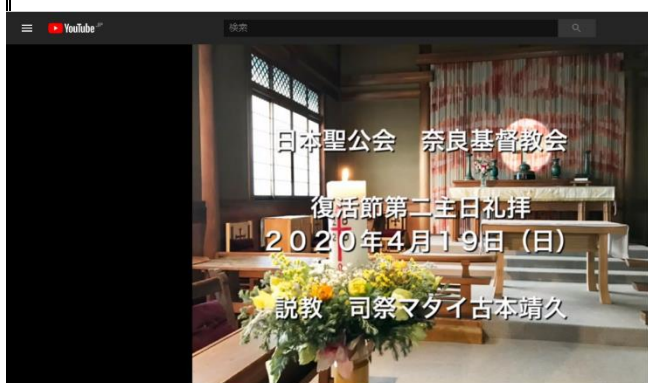 YouTube JP
検索
日本聖公会　奈良基督教会
復活節第二主日礼拝
２０２０年４月１９日（日）
説教　司祭マタイ古本靖久